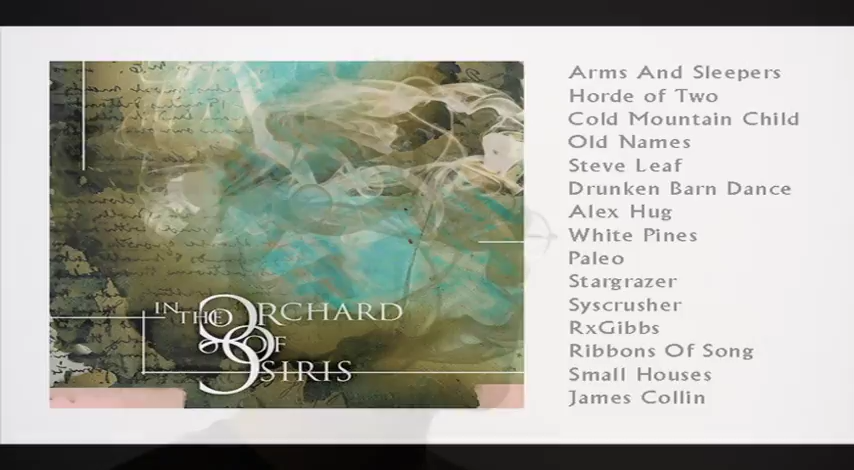 IN THE ORCHARD
OF
OSIRIS
Arms And Sleepers
Horde of Two
Cold Mountain Child
Old Names
Steve Leaf
Drunken Barn Dance
Alex Hug
White Pines
Paleo
Stargrazer
Syscrusher
RxGibbs
Ribbons Of Song
Small Houses
James Collin